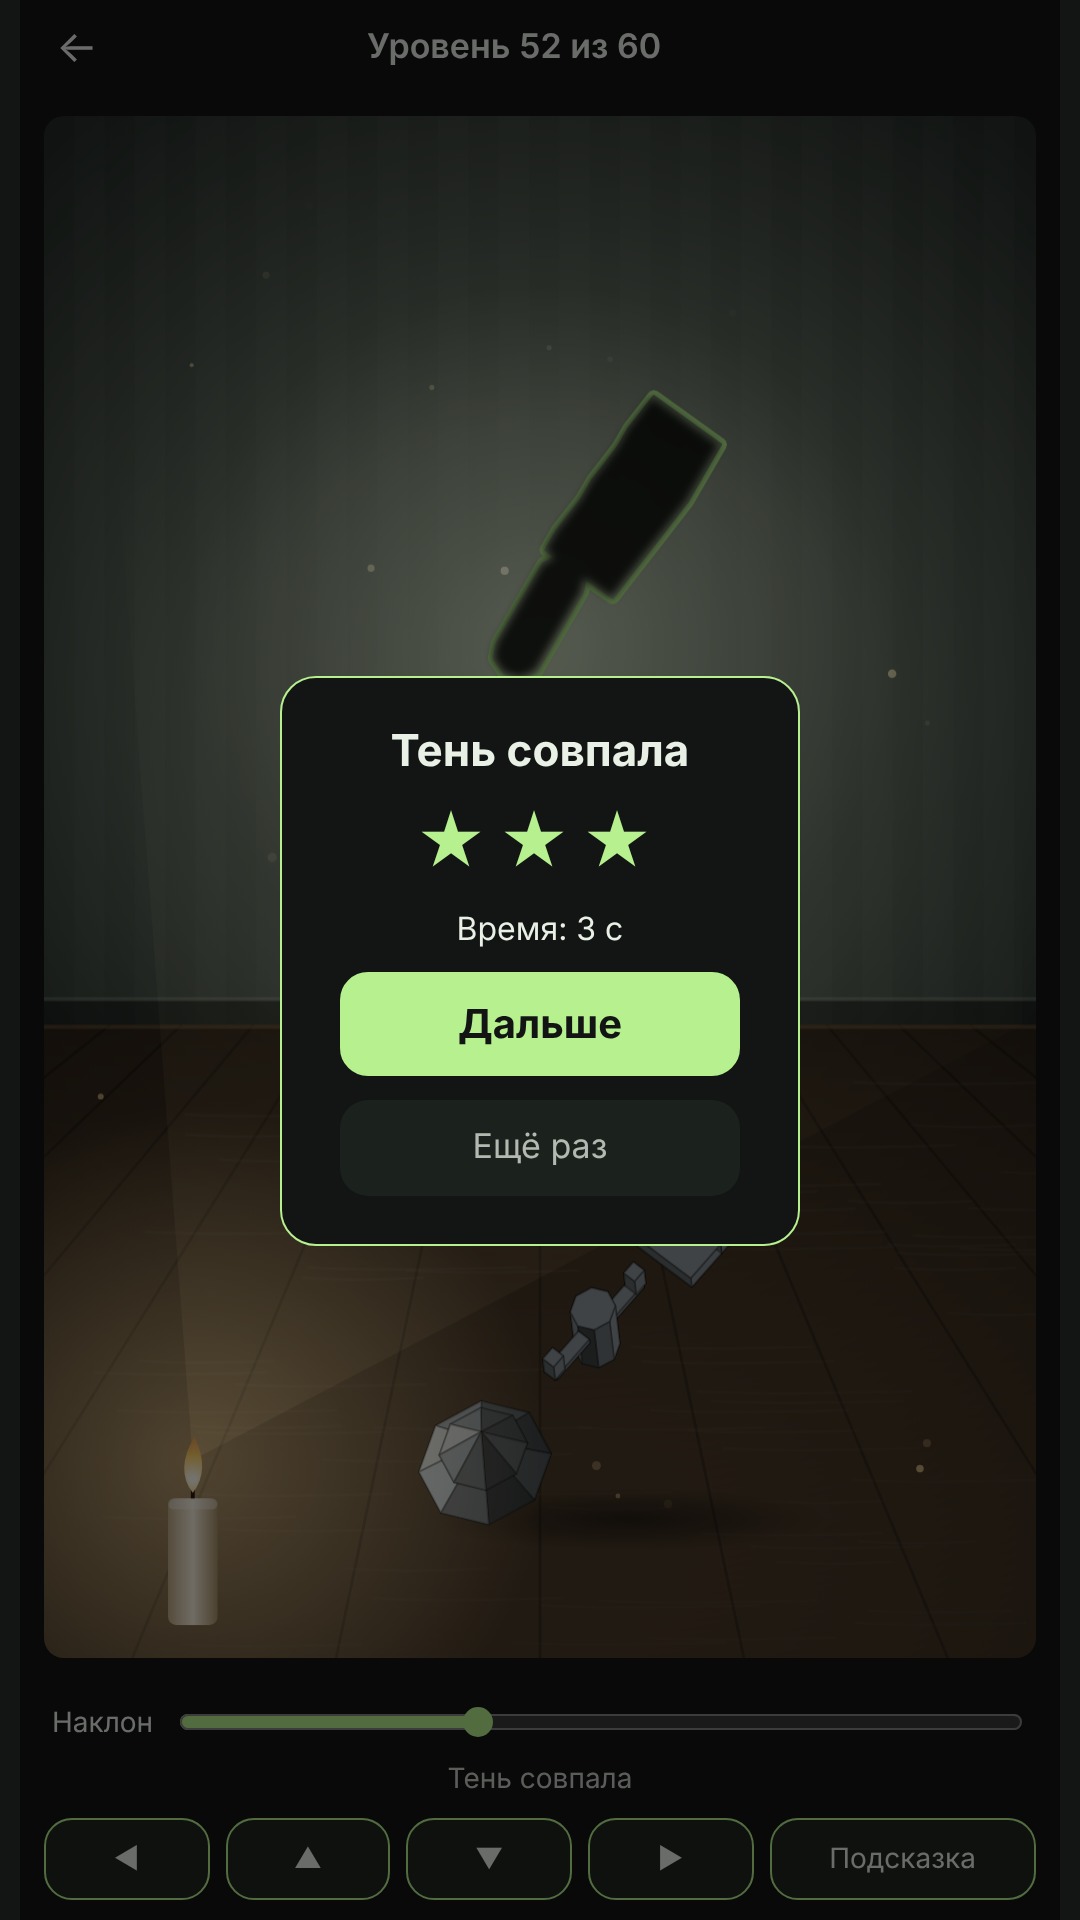 Уровень 52 из 60
Тень совпала
Время: 3 с
Дальше
Ещё раз
Наклон
Тень совпала
Подсказка